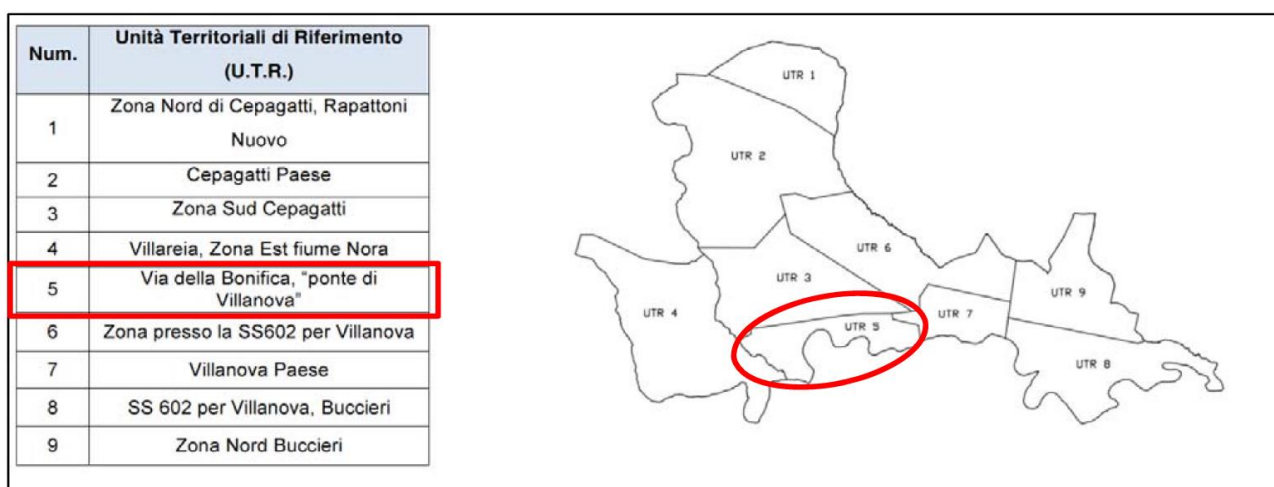 Num.
Unità Territoriali di Riferimento
(U.T.R.)
1
Zona Nord di Cepagatti, Rapattoni
Nuovo
2
Cepagatti Paese
3
Zona Sud Cepagatti
4
Villareia, Zona Est fiume Nora
5
Via della Bonifica, “ponte di
Villanova”
6
Zona presso la SS602 per Villanova
7
Villanova Paese
8
SS 602 per Villanova, Buccieri
9
Zona Nord Buccieri
UTR 1
UTR 2
UTR 6
UTR 3
UTR 9
UTR 4
UTR 5
UTR 7
UTR 8